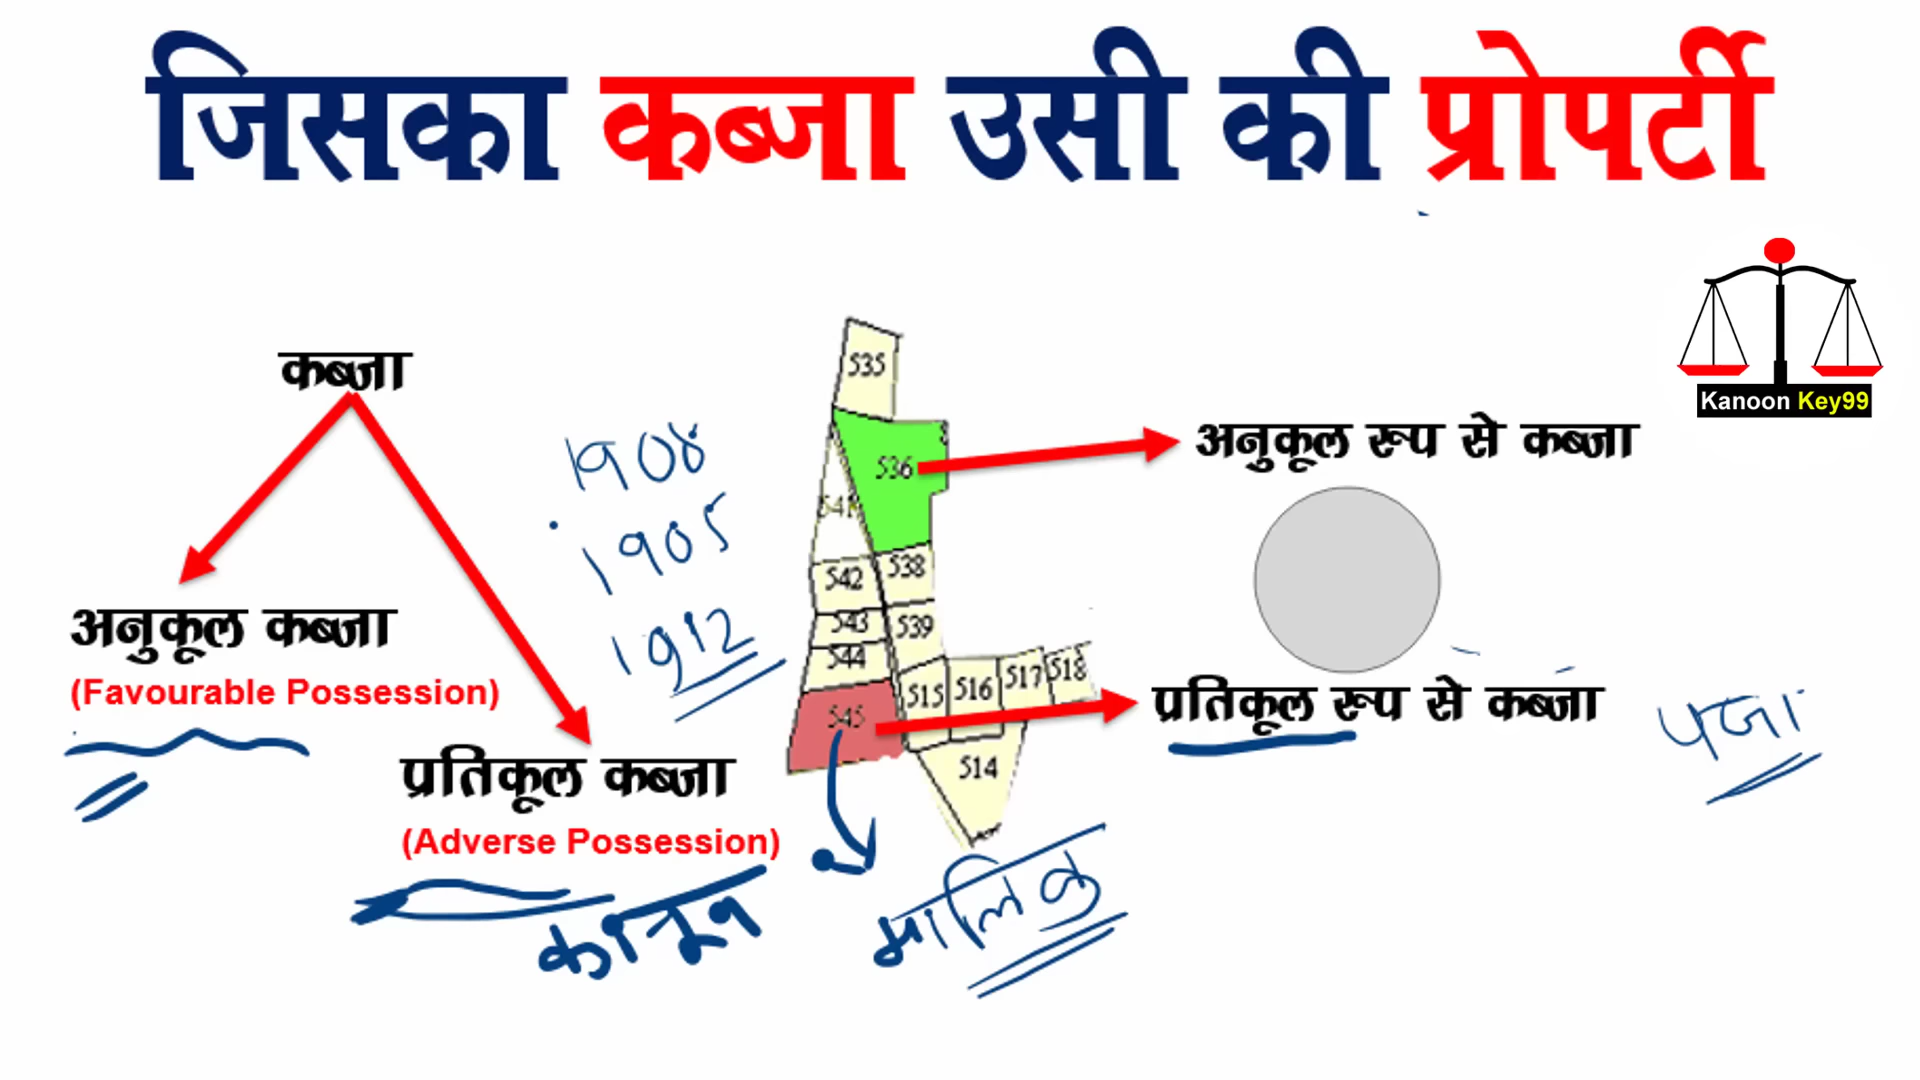 जिसका कब्जा उसी की प्रोपर्टी
Kanoon Key99
कब्जा
अनुकूल कब्जा
(Favourable Possession)
प्रतिकूल कब्जा
(Adverse Possession)
कानून
1908
1905
1912
535
536
541
542
538
543
539
544
545
515
516
517
518
514
अनुकूल रूप से कब्जा
प्रतिकूल रूप से कब्जा
मालिक